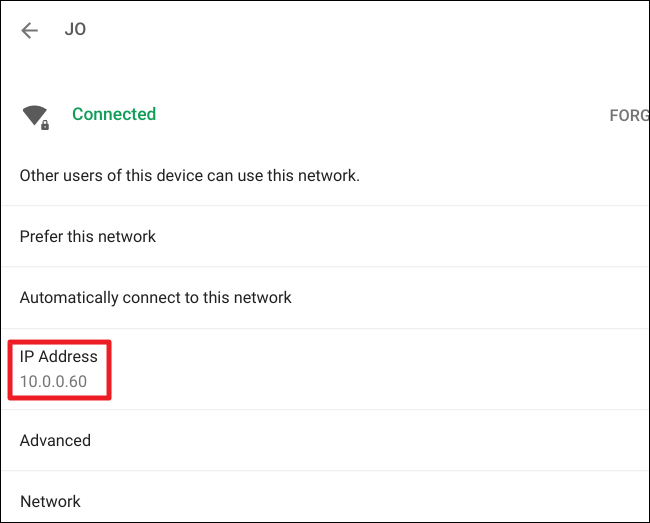 JO
Connected
FORG
Other users of this device can use this network.
Prefer this network
Automatically connect to this network
IP Address
10.0.0.60
Advanced
Network